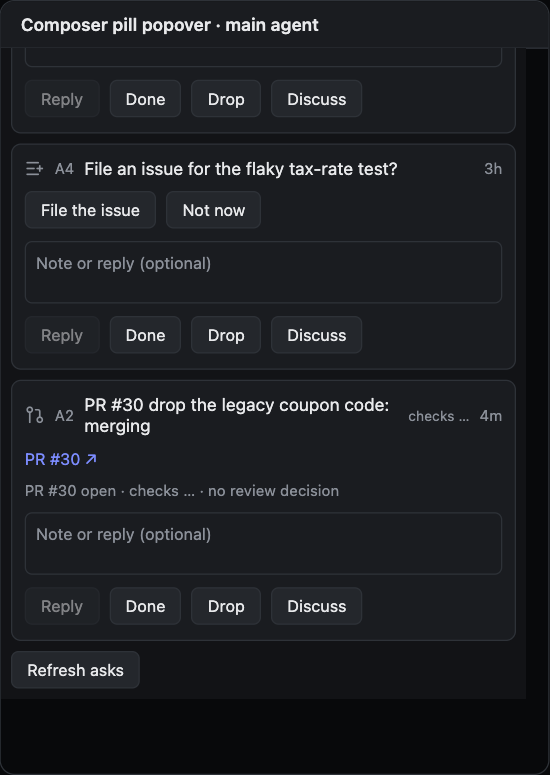 Composer pill popover · main agent
Reply Done Drop Discuss
A4 File an issue for the flaky tax-rate test? 3h
File the issue Not now
Note or reply (optional)
Reply Done Drop Discuss
A2 PR #30 drop the legacy coupon code: merging checks ... 4m
PR #30 ↗
PR #30 open · checks ... · no review decision
Note or reply (optional)
Reply Done Drop Discuss
Refresh asks